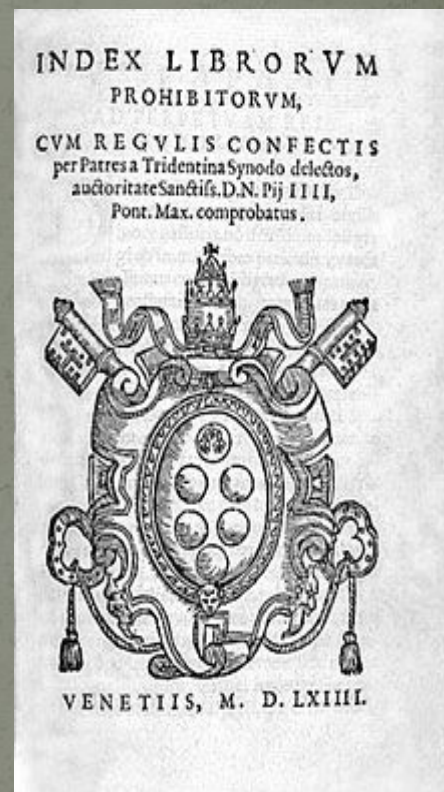 INDEX LIBRORVM
PROHIBITORVM,
CVM REGVLIS CONFECTIS
per Patres a Tridentina Synodo delectos,
auctoritate Sanctiss. D.N. Pij IIII,
Pont. Max. comprobatus.
VENETIIS, M. D. LXIIII.